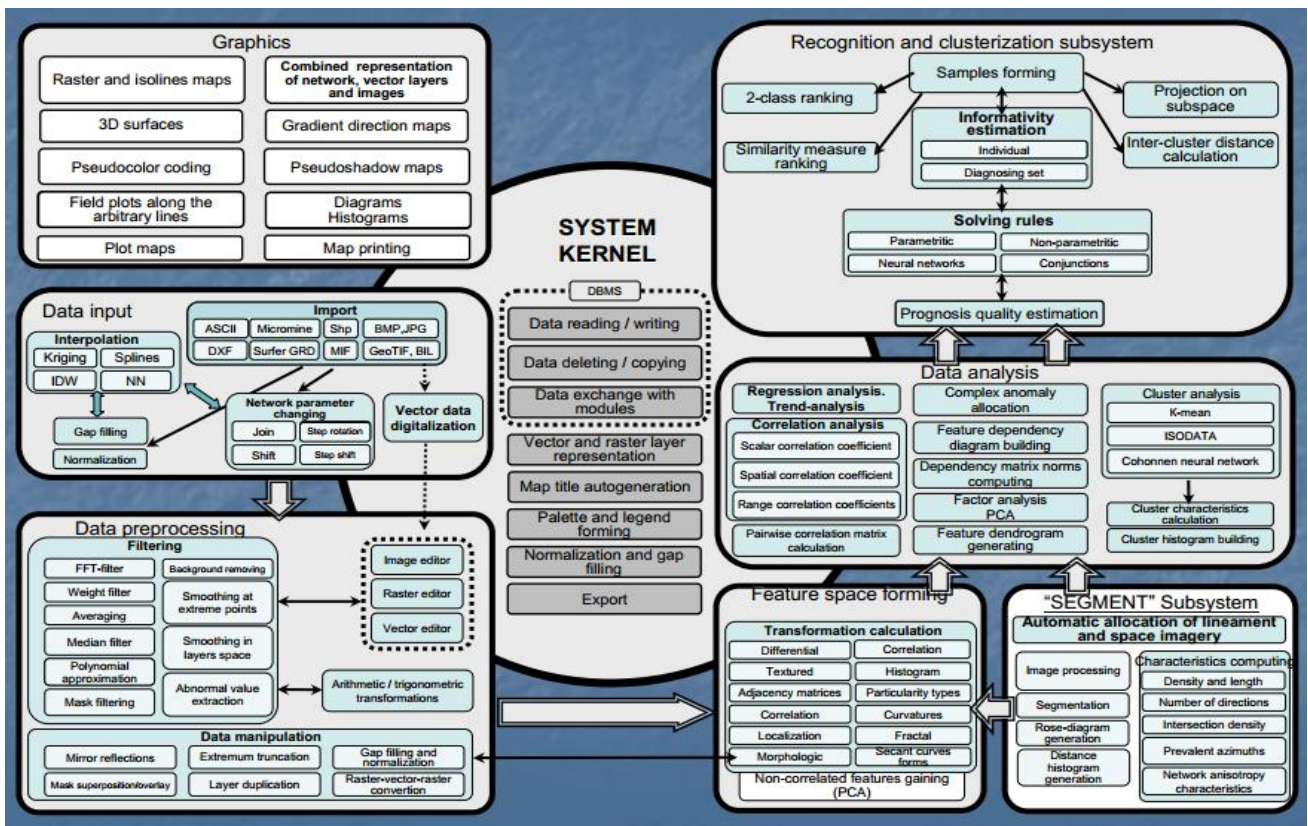 Graphics
Raster and isolines maps
Combined representation
of network, vector layers
and images
3D surfaces
Gradient direction maps
Pseudocolor coding
Pseudoshadow maps
Field plots along the
arbitrary lines
Diagrams
Histograms
Plot maps
Map printing
Data input
Import
ASCII
Micromine
Shp
BMP,JPG
DXF
Surfer GRD
MIF
GeoTIF, BIL
Interpolation
Kriging
Splines
IDW
NN
Gap filling
Normalization
Network parameter
changing
Join
Step rotation
Shift
Step shift
Vector data
digitalization
Data preprocessing
Filtering
FFT-filter
Background removing
Weight filter
Smoothing at
extreme points
Averaging
Median filter
Smoothing in
layers space
Polynomial
approximation
Mask filtering
Abnormal value
extraction
Image editor
Raster editor
Vector editor
Arithmetic / trigonometric
transformations
Data manipulation
Mirror reflections
Extremum truncation
Gap filling and
normalization
Mask superposition/overlay
Layer duplication
Raster-vector-raster
convertion
SYSTEM
KERNEL
DBMS
Data reading / writing
Data deleting / copying
Data exchange with
modules
Vector and raster layer
representation
Map title autogeneration
Palette and legend
forming
Normalization and gap
filling
Export
Recognition and clusterization subsystem
Samples forming
2-class ranking
Projection on
subspace
Similarity measure
ranking
Inter-cluster distance
calculation
Informativity
estimation
Individual
Diagnosing set
Solving rules
Parametritic
Non-parametritic
Neural networks
Conjunctions
Prognosis quality estimation
Data analysis
Regression analysis.
Trend-analysis
Correlation analysis
Scalar correlation coefficient
Spatial correlation coefficient
Range correlation coefficients
Pairwise correlation matrix
calculation
Complex anomaly
allocation
Feature dependency
diagram building
Dependency matrix norms
computing
Factor analysis
PCA
Feature dendrogram
generating
Cluster analysis
K-mean
ISODATA
Cohonnen neural network
Cluster characteristics
calculation
Cluster histogram building
Feature space forming
Transformation calculation
Differential
Correlation
Textured
Histogram
Adjacency matrices
Particularity types
Correlation
Curvatures
Localization
Fractal
Morphologic
Secant curves
forms
Non-correlated features gaining
(PCA)
“SEGMENT” Subsystem
Automatic allocation of lineament
and space imagery
Image processing
Segmentation
Rose-diagram
generation
Distance
histogram
generation
Characteristics computing
Density and length
Number of directions
Intersection density
Prevalent azimuths
Network anisotropy
characteristics